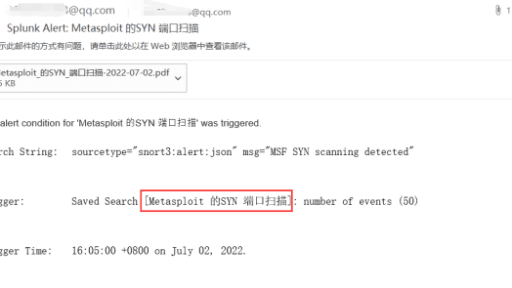 @qq.com @qq.com 1
Splunk Alert: Metasploit 的SYN 端口扫描
示此邮件的方式有问题，请单击此处以在 Web 浏览器中查看该邮件。
etasploit_的SYN_端口扫描-2022-07-02.pdf
KB
alert condition for 'Metasploit 的SYN 端口扫描' was triggered.
rch String: sourcetype="snort3:alert:json" msg="MSF SYN scanning detected"
gger: Saved Search [Metasploit 的SYN 端口扫描]: number of events (50)
gger Time: 16:05:00 +0800 on July 02, 2022.